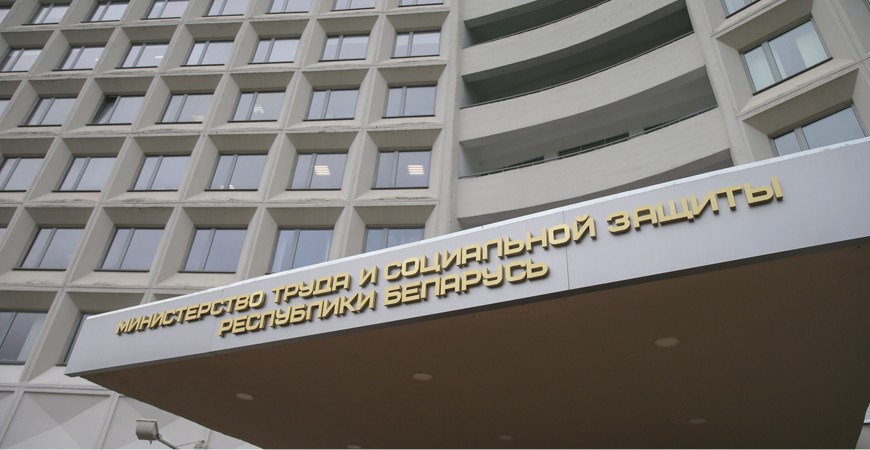 МИНИСТЕРСТВО ТРУДА И СОЦИАЛЬНОЙ ЗАЩИТЫ
РЕСПУБЛИКИ БЕЛАРУСЬ